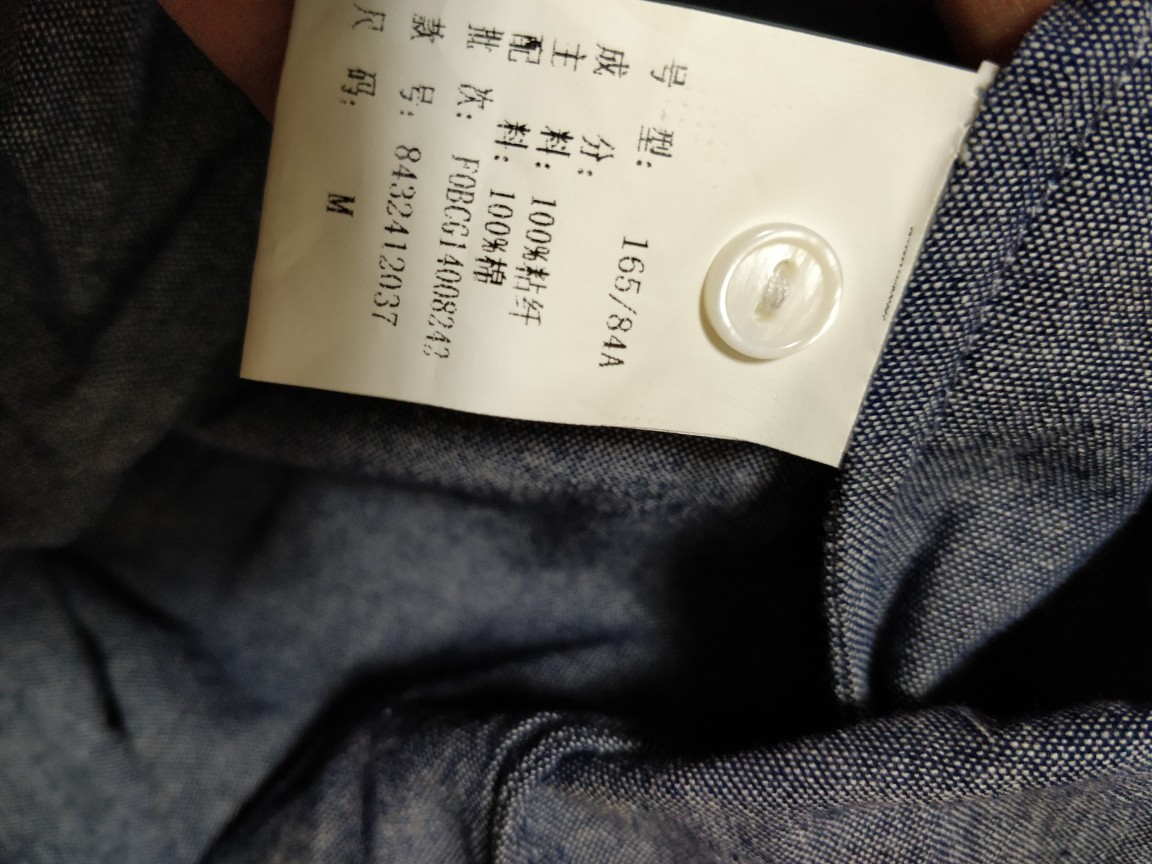 号型: 165/84A
成分:
主料: 100%粘纤
配料: 100%棉
批次: F0BCG14008243
款号: 8432412037
尺码: M